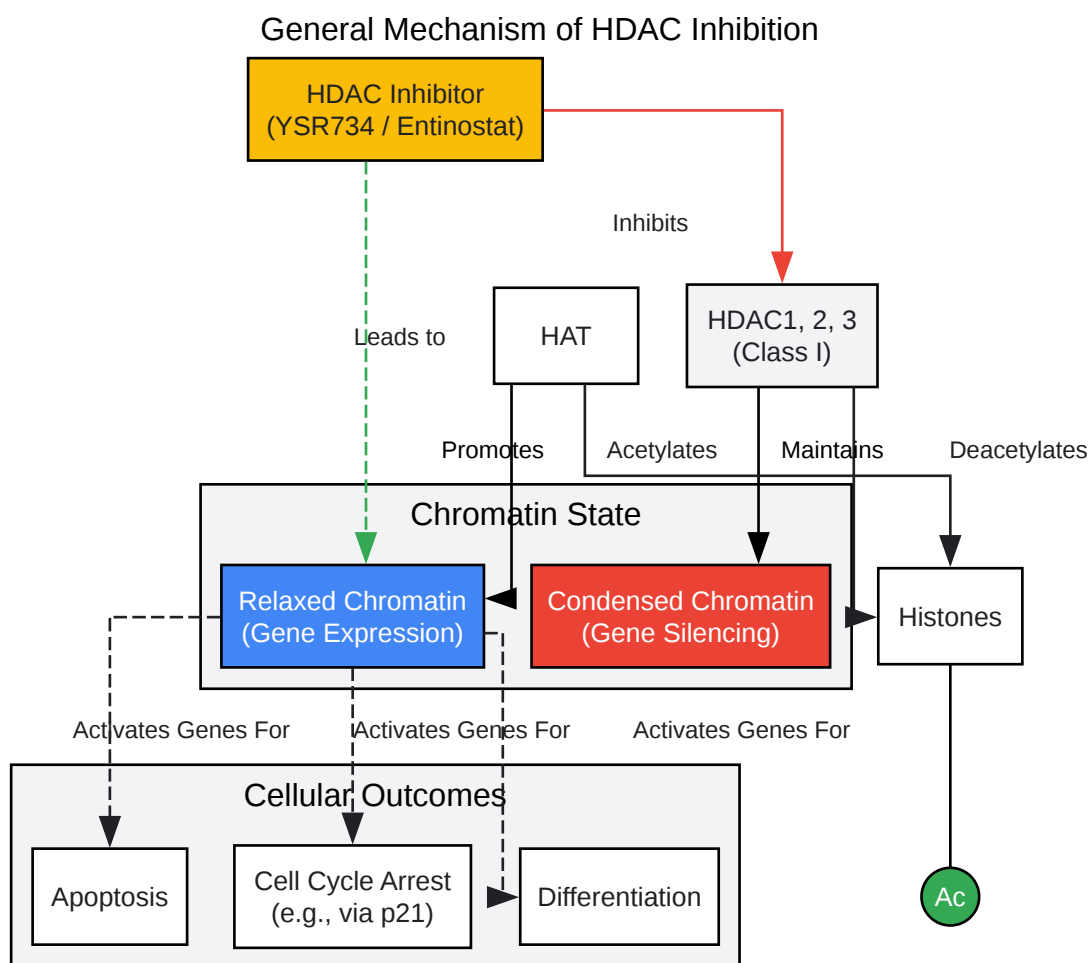 General Mechanism of HDAC Inhibition
HDAC Inhibitor
(YSR734 / Entinostat)
Inhibits
HAT
HDAC1, 2, 3
(Class I)
Leads to
Promotes
Acetylates
Maintains
Deacetylates
Chromatin State
Relaxed Chromatin
(Gene Expression)
Condensed Chromatin
(Gene Silencing)
Histones
Activates Genes For
Activates Genes For
Activates Genes For
Cellular Outcomes
Apoptosis
Cell Cycle Arrest
(e.g., via p21)
Differentiation
Ac